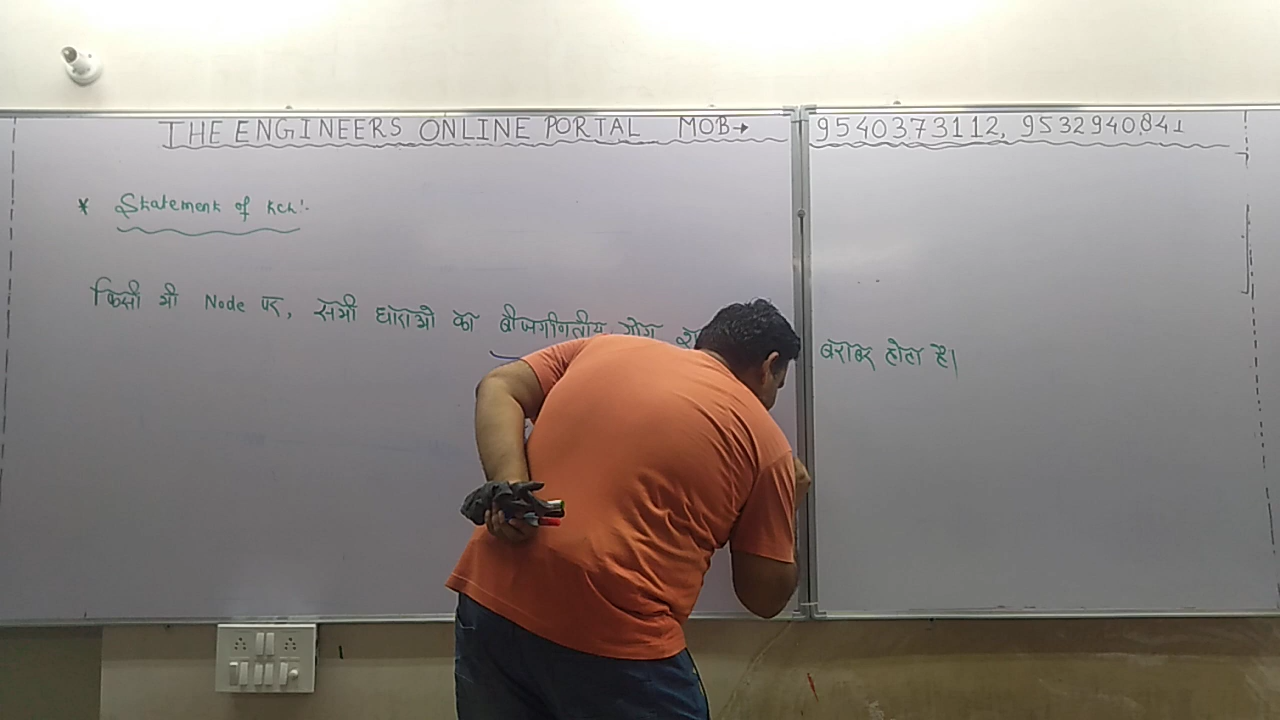 THE ENGINEERS ONLINE PORTAL MOB→ 9540373112, 9532940841
* Statement of KCL:-
किसी भी Node पर, सभी धाराओ का बीजगणितीय योग बराबर होता है।